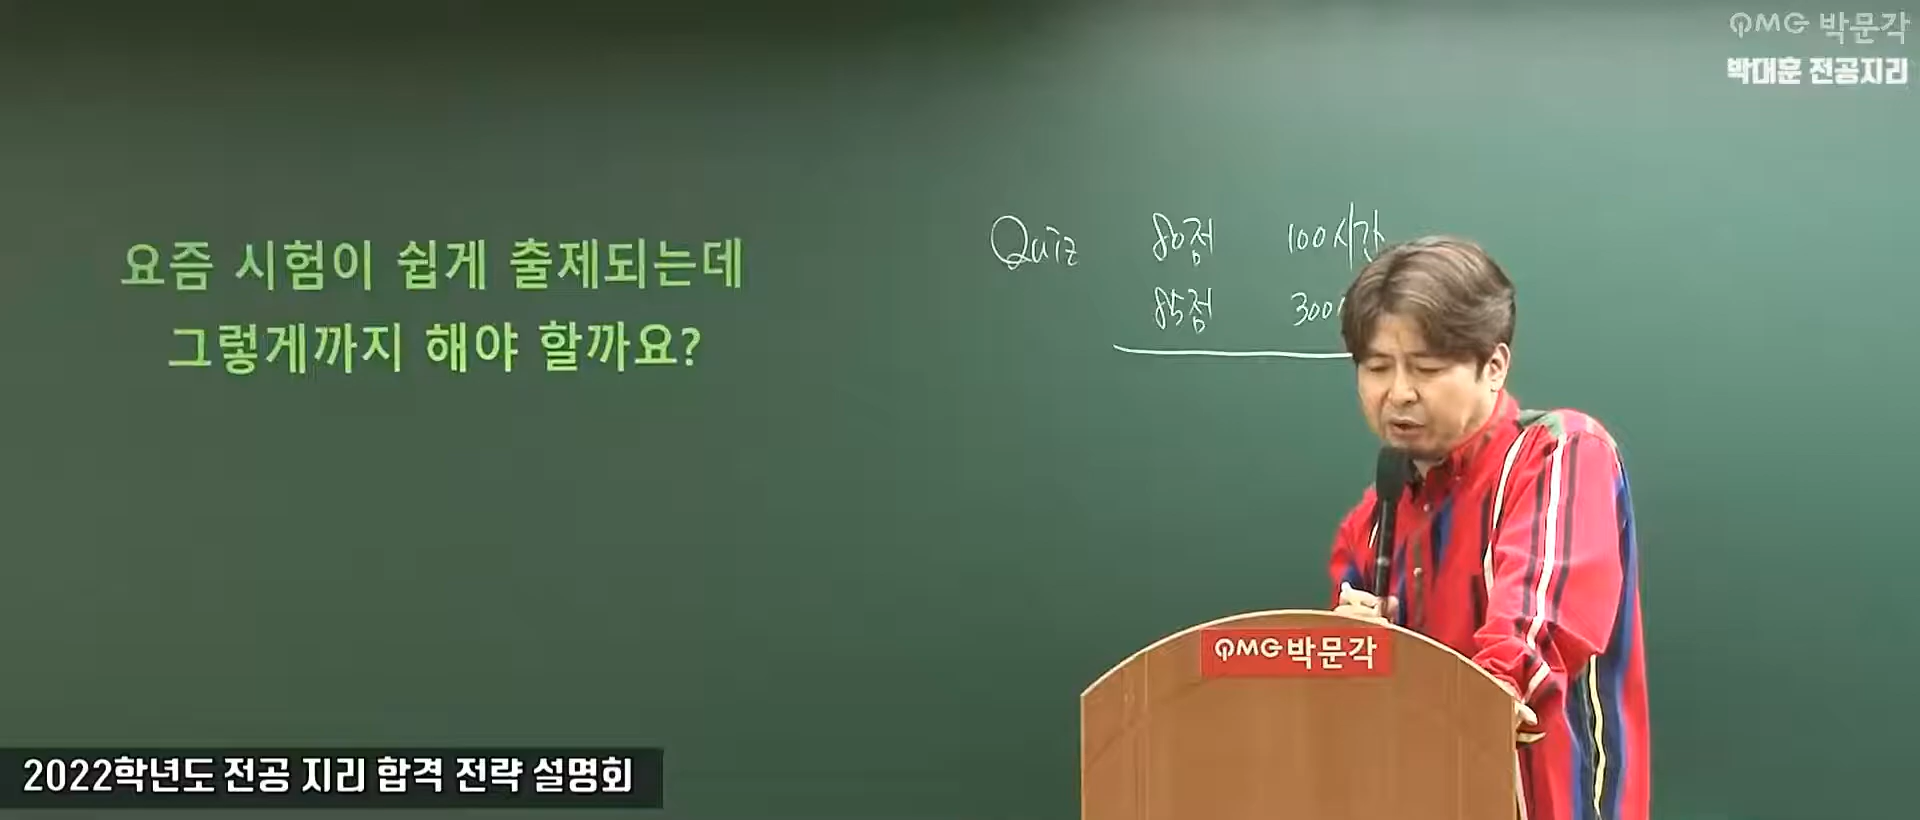 PMG 박문각
박대훈 전공지리
요즘 시험이 쉽게 출제되는데
그렇게까지 해야 할까요?
Quiz 80점 100시간
85점 300
PMG 박문각
2022학년도 전공 지리 합격 전략 설명회